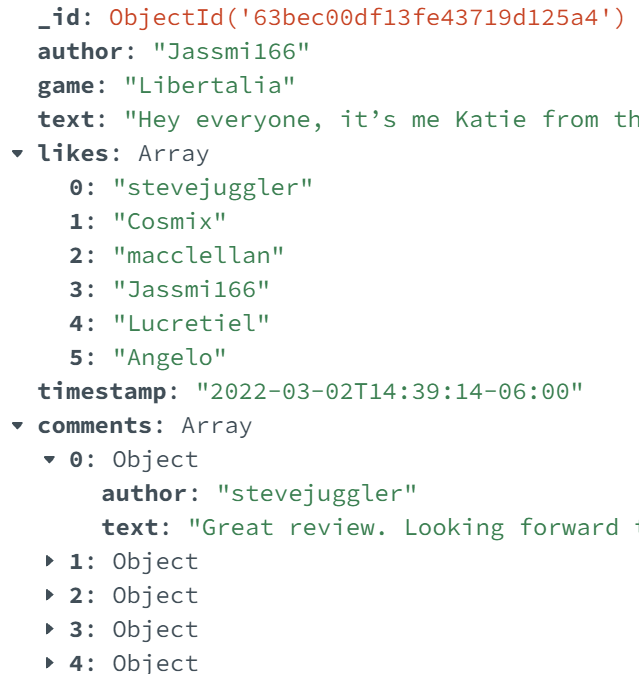 _id: ObjectId('63bec00df13fe43719d125a4')
author: "Jassmi166"
game: "Libertalia"
text: "Hey everyone, it’s me Katie from th
likes: Array
0: "stevejuggler"
1: "Cosmix"
2: "macclellan"
3: "Jassmi166"
4: "Lucretiel"
5: "Angelo"
timestamp: "2022-03-02T14:39:14-06:00"
comments: Array
0: Object
author: "stevejuggler"
text: "Great review. Looking forward
1: Object
2: Object
3: Object
4: Object